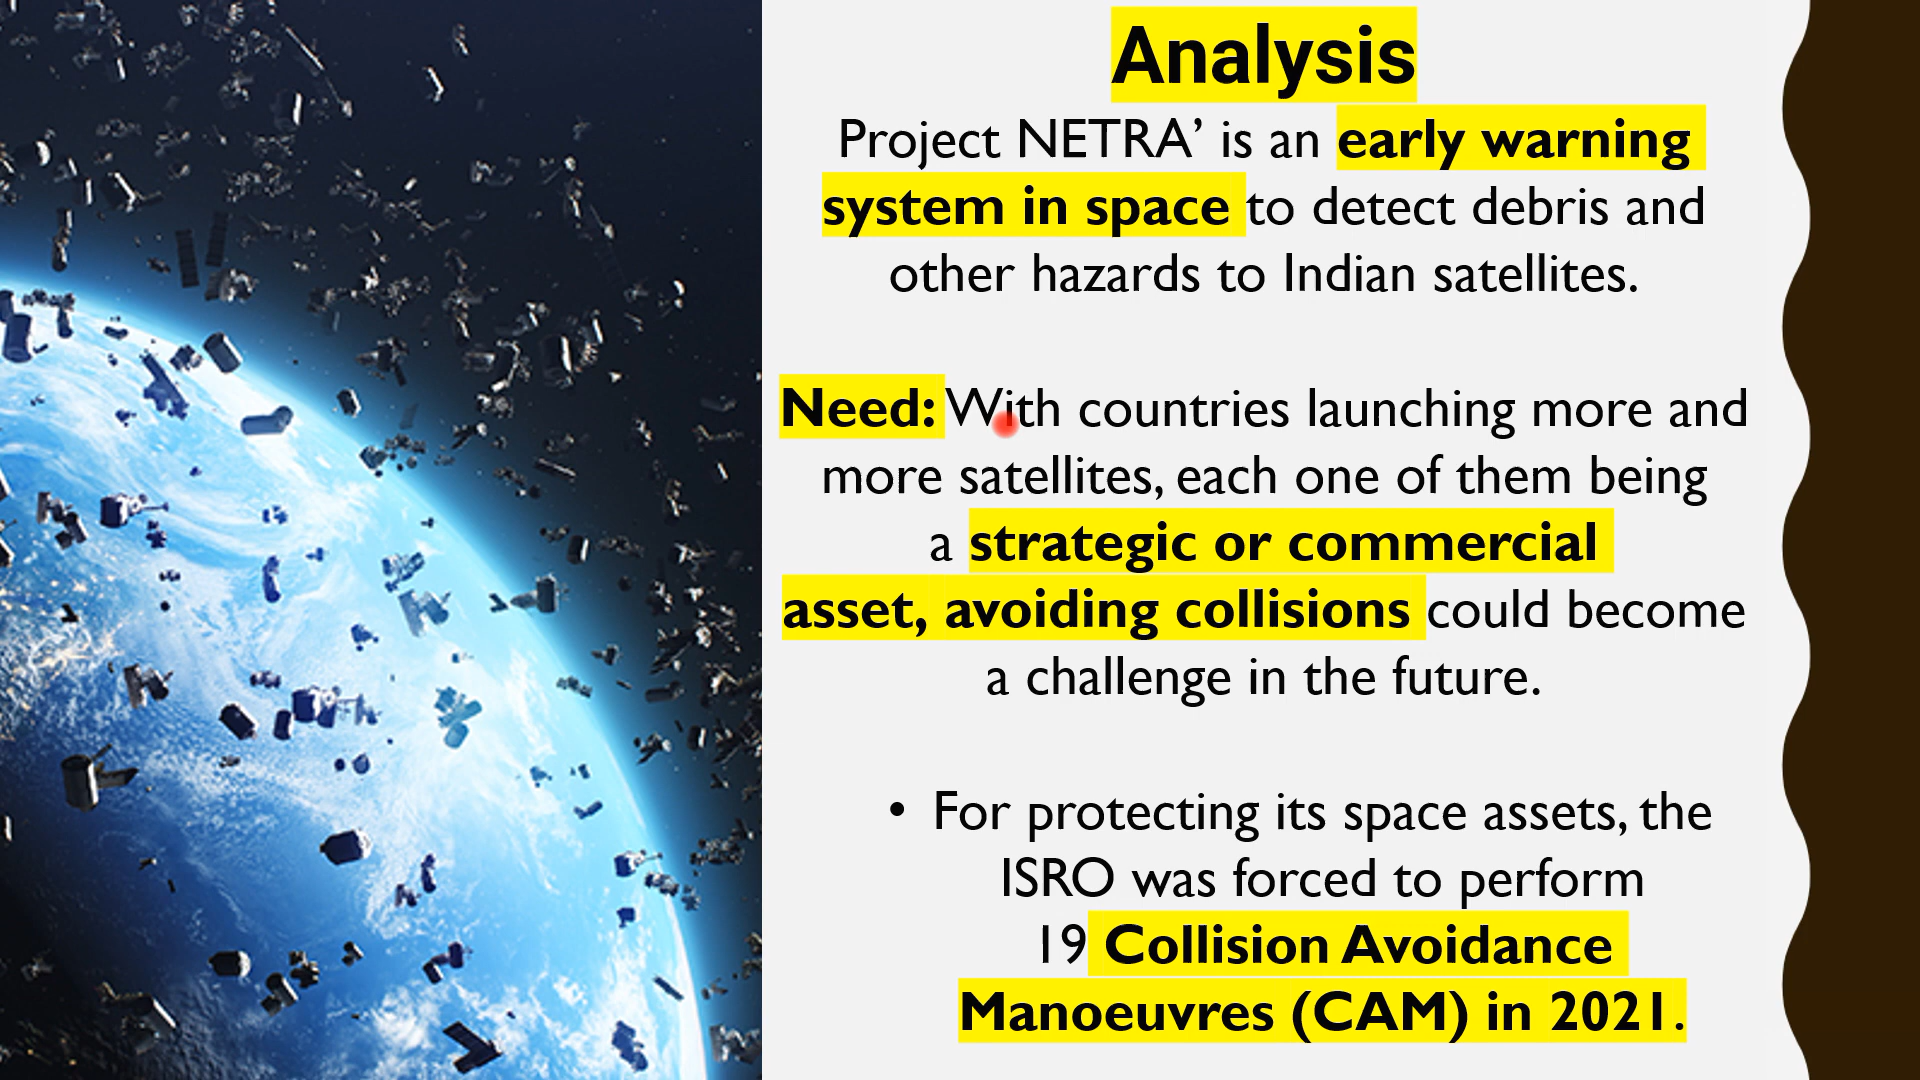 Analysis
Project NETRA’ is an early warning
system in space to detect debris and
other hazards to Indian satellites.
Need: With countries launching more and
more satellites, each one of them being
a strategic or commercial
asset, avoiding collisions could become
a challenge in the future.
• For protecting its space assets, the
ISRO was forced to perform
19 Collision Avoidance
Manoeuvres (CAM) in 2021.